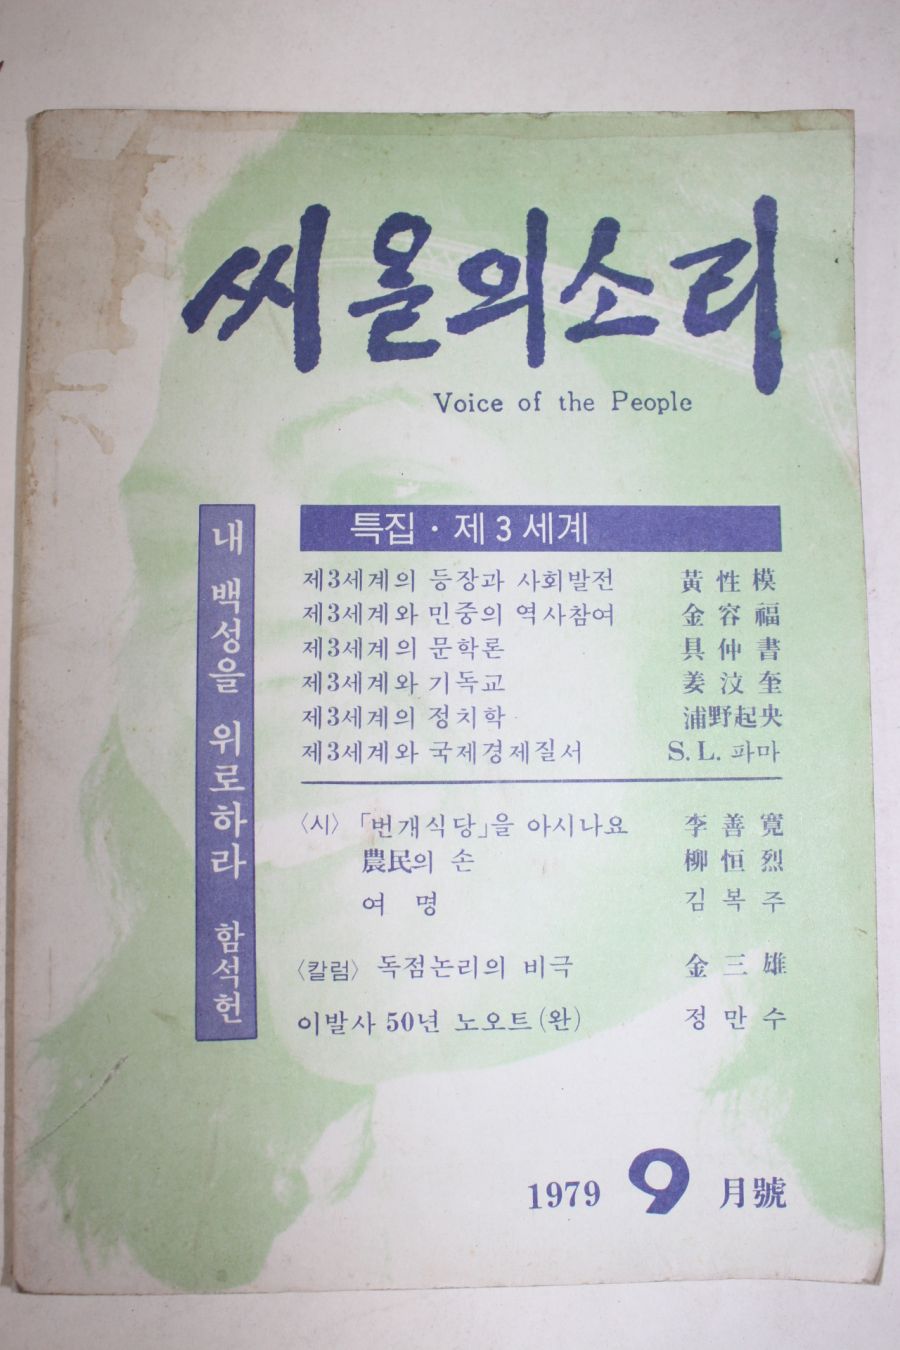 씨올의소리
Voice of the People
내 백성을 위로하라 함석헌
특집·제3세계
제3세계의 등장과 사회발전 黃性模
제3세계와 민중의 역사참여 金容福
제3세계의 문학론 具仲書
제3세계와 기독교 姜汶奎
제3세계의 정치학 浦野起央
제3세계와 국제경제질서 S.L. 파마
〈시〉 「번개식당」을 아시나요 李善寬
農民의 손 柳恒烈
여명 김복주
〈칼럼〉 독점논리의 비극 金三雄
이발사 50년 노오트(완) 정만수
1979 9 月號